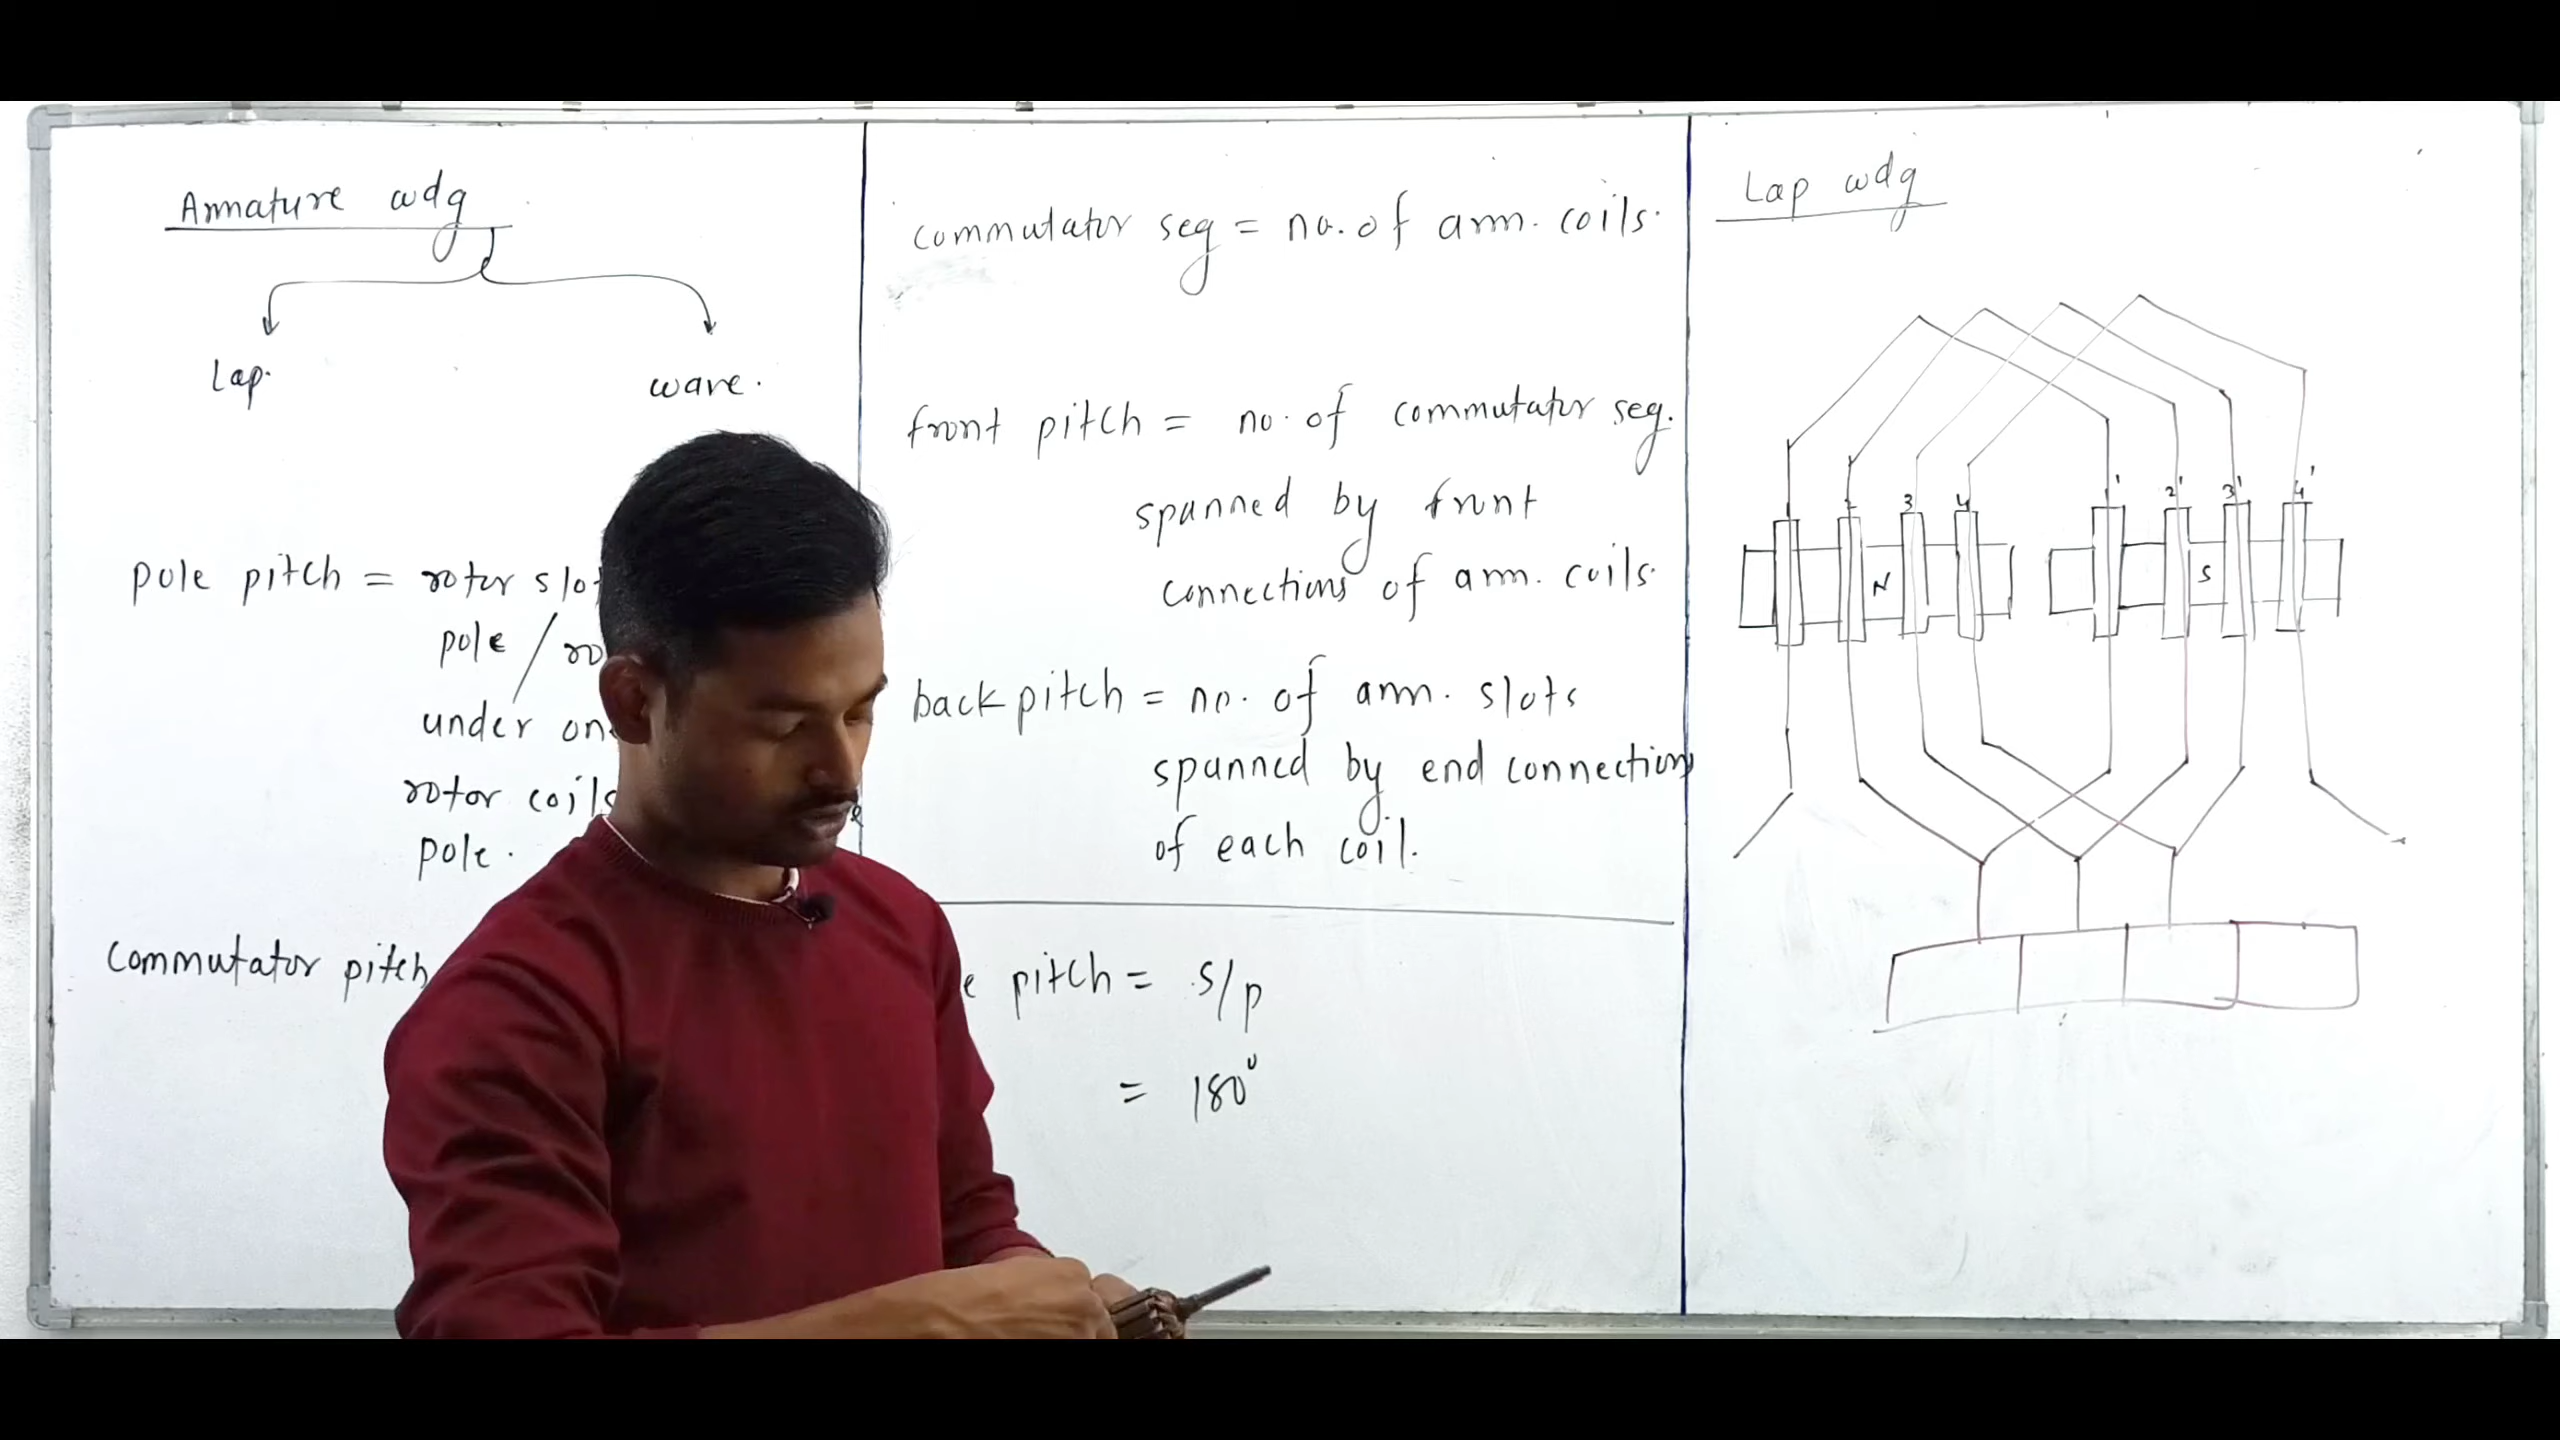 Armature wdg
Lap.
wave.
pole pitch = rotor
pole /
under
rotor coils
pole.
commutator pitch
commutator seg = no. of arm. coils.
front pitch = no. of commutator seg.
spanned by front
connections of arm. coils.
back pitch = no. of arm. slots
spanned by end connections
of each coil.
pitch = S/p
= 180°
Lap wdg
2 3 4 1' 2' 3' 4'
N S